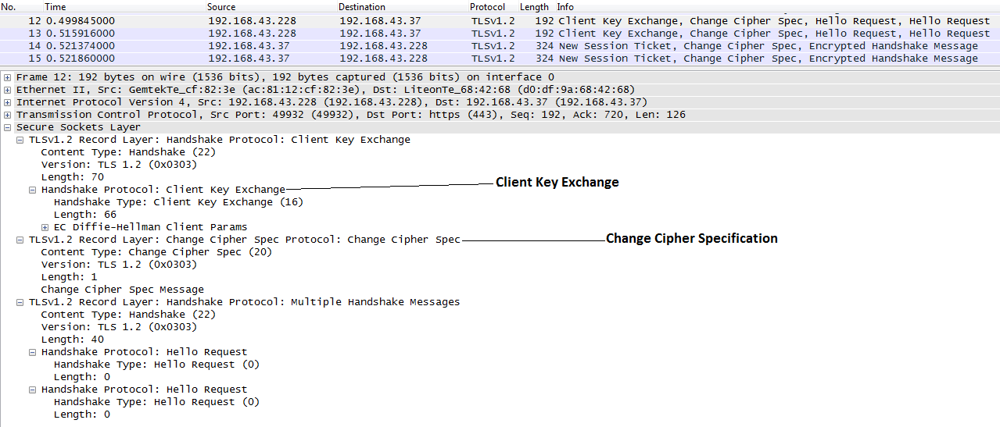 No. Time Source Destination Protocol Length Info
12 0.499845000 192.168.43.228 192.168.43.37 TLSv1.2 192 Client Key Exchange, Change Cipher Spec, Hello Request, Hello Request
13 0.515916000 192.168.43.228 192.168.43.37 TLSv1.2 192 Client Key Exchange, Change Cipher Spec, Hello Request, Hello Request
14 0.521374000 192.168.43.37 192.168.43.228 TLSv1.2 324 New Session Ticket, Change Cipher Spec, Encrypted Handshake Message
15 0.521860000 192.168.43.37 192.168.43.228 TLSv1.2 324 New Session Ticket, Change Cipher Spec, Encrypted Handshake Message
Frame 12: 192 bytes on wire (1536 bits), 192 bytes captured (1536 bits) on interface 0
Ethernet II, Src: GemtekTe_cf:82:3e (ac:81:12:cf:82:3e), Dst: LiteonTe_68:42:68 (d0:df:9a:68:42:68)
Internet Protocol Version 4, Src: 192.168.43.228 (192.168.43.228), Dst: 192.168.43.37 (192.168.43.37)
Transmission Control Protocol, Src Port: 49932 (49932), Dst Port: https (443), Seq: 192, Ack: 720, Len: 126
Secure Sockets Layer
TLSv1.2 Record Layer: Handshake Protocol: Client Key Exchange
Content Type: Handshake (22)
Version: TLS 1.2 (0x0303)
Length: 70
Handshake Protocol: Client Key Exchange Client Key Exchange
Handshake Type: Client Key Exchange (16)
Length: 66
EC Diffie-Hellman Client Params
TLSv1.2 Record Layer: Change Cipher Spec Protocol: Change Cipher Spec Change Cipher Specification
Content Type: Change Cipher Spec (20)
Version: TLS 1.2 (0x0303)
Length: 1
Change Cipher Spec Message
TLSv1.2 Record Layer: Handshake Protocol: Multiple Handshake Messages
Content Type: Handshake (22)
Version: TLS 1.2 (0x0303)
Length: 40
Handshake Protocol: Hello Request
Handshake Type: Hello Request (0)
Length: 0
Handshake Protocol: Hello Request
Handshake Type: Hello Request (0)
Length: 0